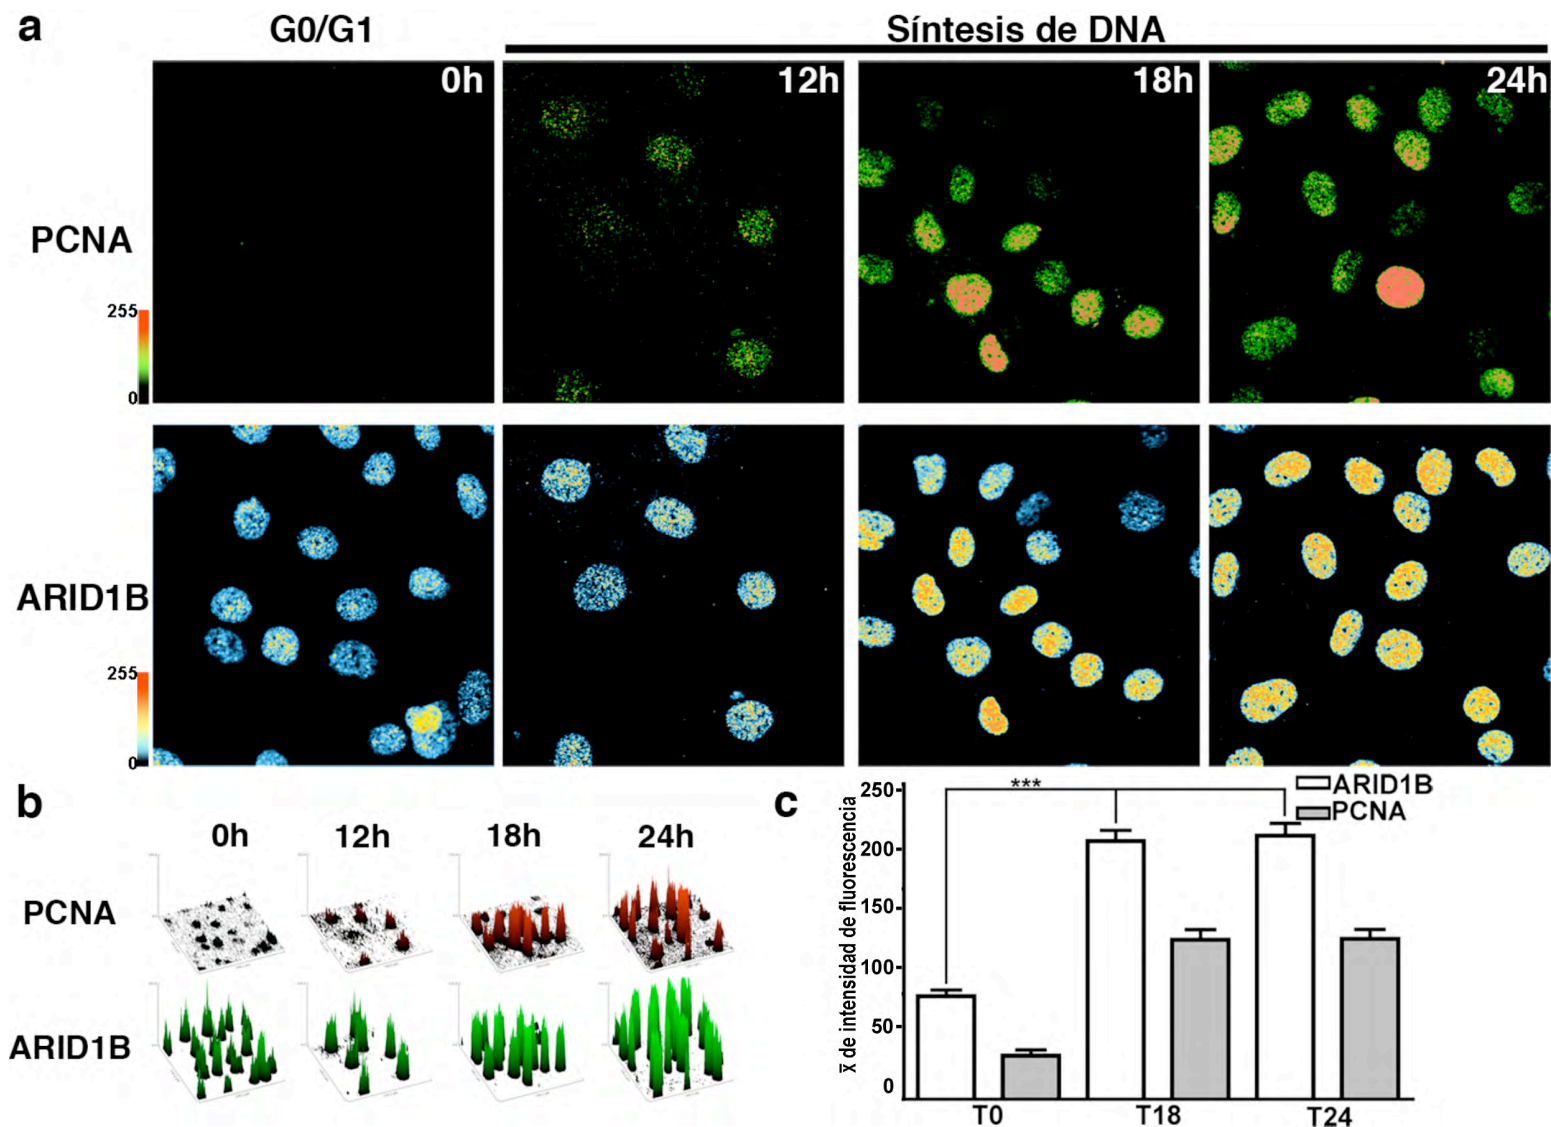 a
G0/G1
Síntesis de DNA
0h
12h
18h
24h
PCNA
255
0
ARID1B
255
0
b
0h
12h
18h
24h
PCNA
ARID1B
c
x̅ de intensidad de fluorescencia
250
200
150
100
50
0
***
ARID1B
PCNA
T0
T18
T24